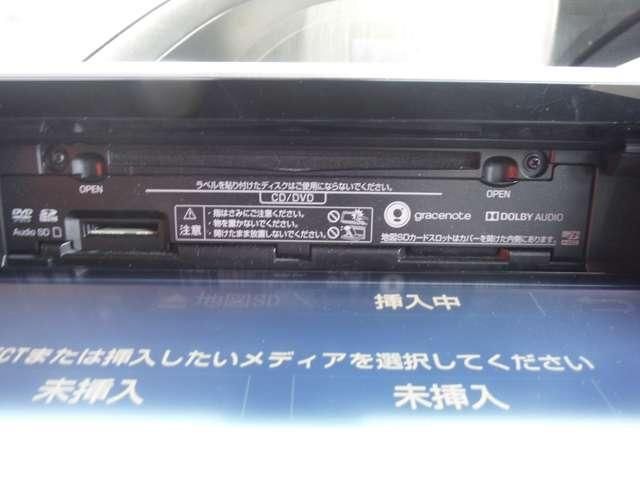 ラベルを貼り付けたディスクはご使用にならないでください。
CD/DVD
OPEN
OPEN
DVD
SD
Audio SD
注意
・指はさみにご注意ください。
・物を置かないでください。
・開けたまま放置しないでください。
gracenote
DOLBY AUDIO
地図SDカードスロットはカバーを開けた内側にあります。
地図SD
挿入中
CTまたは挿入したいメディアを選択してください
未挿入
未挿入